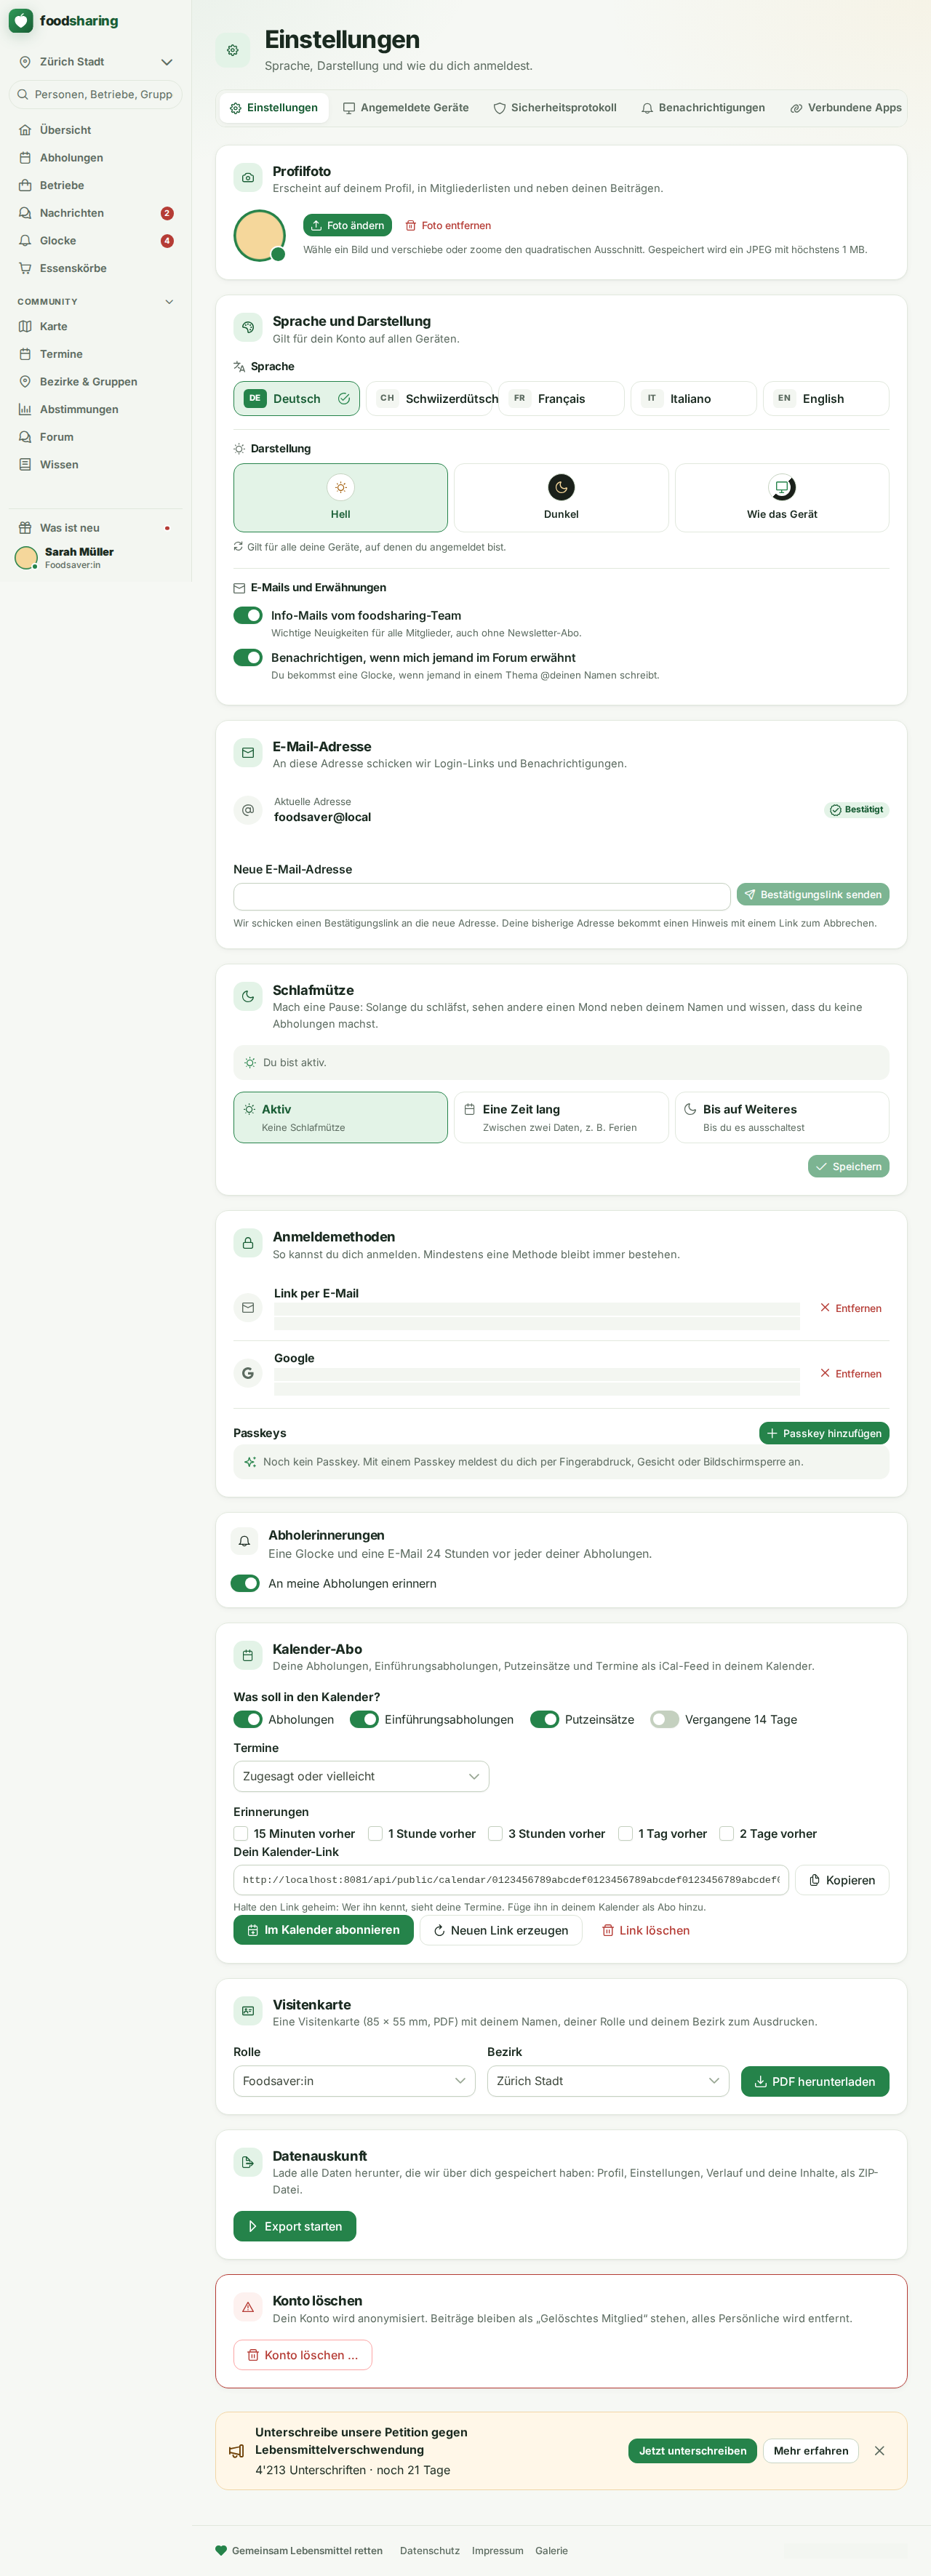 foodsharing
Zürich Stadt
Personen, Betriebe, Grupp
Übersicht
Abholungen
Betriebe
Nachrichten 2
Glocke 4
Essenskörbe
COMMUNITY
Karte
Termine
Bezirke & Gruppen
Abstimmungen
Forum
Wissen
Was ist neu
Sarah Müller
Foodsaver:in
Einstellungen
Sprache, Darstellung und wie du dich anmeldest.
Einstellungen Angemeldete Geräte Sicherheitsprotokoll Benachrichtigungen Verbundene Apps
Profilfoto
Erscheint auf deinem Profil, in Mitgliederlisten und neben deinen Beiträgen.
Foto ändern Foto entfernen
Wähle ein Bild und verschiebe oder zoome den quadratischen Ausschnitt. Gespeichert wird ein JPEG mit höchstens 1 MB.
Sprache und Darstellung
Gilt für dein Konto auf allen Geräten.
Sprache
DE Deutsch CH Schwiizerdütsch FR Français IT Italiano EN English
Darstellung
Hell Dunkel Wie das Gerät
Gilt für alle deine Geräte, auf denen du angemeldet bist.
E-Mails und Erwähnungen
Info-Mails vom foodsharing-Team
Wichtige Neuigkeiten für alle Mitglieder, auch ohne Newsletter-Abo.
Benachrichtigen, wenn mich jemand im Forum erwähnt
Du bekommst eine Glocke, wenn jemand in einem Thema @deinen Namen schreibt.
E-Mail-Adresse
An diese Adresse schicken wir Login-Links und Benachrichtigungen.
Aktuelle Adresse
foodsaver@local
Bestätigt
Neue E-Mail-Adresse
Bestätigungslink senden
Wir schicken einen Bestätigungslink an die neue Adresse. Deine bisherige Adresse bekommt einen Hinweis mit einem Link zum Abbrechen.
Schlafmütze
Mach eine Pause: Solange du schläfst, sehen andere einen Mond neben deinem Namen und wissen, dass du keine
Abholungen machst.
Du bist aktiv.
Aktiv Eine Zeit lang Bis auf Weiteres
Keine Schlafmütze Zwischen zwei Daten, z. B. Ferien Bis du es ausschaltest
Speichern
Anmeldemethoden
So kannst du dich anmelden. Mindestens eine Methode bleibt immer bestehen.
Link per E-Mail
Entfernen
Google
Entfernen
Passkeys
Passkey hinzufügen
Noch kein Passkey. Mit einem Passkey meldest du dich per Fingerabdruck, Gesicht oder Bildschirmsperre an.
Abholerinnerungen
Eine Glocke und eine E-Mail 24 Stunden vor jeder deiner Abholungen.
An meine Abholungen erinnern
Kalender-Abo
Deine Abholungen, Einführungsabholungen, Putzeinsätze und Termine als iCal-Feed in deinem Kalender.
Was soll in den Kalender?
Abholungen Einführungsabholungen Putzeinsätze Vergangene 14 Tage
Termine
Zugesagt oder vielleicht
Erinnerungen
15 Minuten vorher 1 Stunde vorher 3 Stunden vorher 1 Tag vorher 2 Tage vorher
Dein Kalender-Link
http://localhost:8081/api/public/calendar/0123456789abcdef0123456789abcdef0123456789abcdef(
Kopieren
Halte den Link geheim: Wer ihn kennt, sieht deine Termine. Füge ihn in deinem Kalender als Abo hinzu.
Im Kalender abonnieren Neuen Link erzeugen Link löschen
Visitenkarte
Eine Visitenkarte (85 × 55 mm, PDF) mit deinem Namen, deiner Rolle und deinem Bezirk zum Ausdrucken.
Rolle Bezirk
Foodsaver:in Zürich Stadt PDF herunterladen
Datenauskunft
Lade alle Daten herunter, die wir über dich gespeichert haben: Profil, Einstellungen, Verlauf und deine Inhalte, als ZIP-
Datei.
Export starten
Konto löschen
Dein Konto wird anonymisiert. Beiträge bleiben als „Gelöschtes Mitglied“ stehen, alles Persönliche wird entfernt.
Konto löschen ...
Unterschreibe unsere Petition gegen
Lebensmittelverschwendung
4'213 Unterschriften · noch 21 Tage
Jetzt unterschreiben Mehr erfahren
Gemeinsam Lebensmittel retten Datenschutz Impressum Galerie